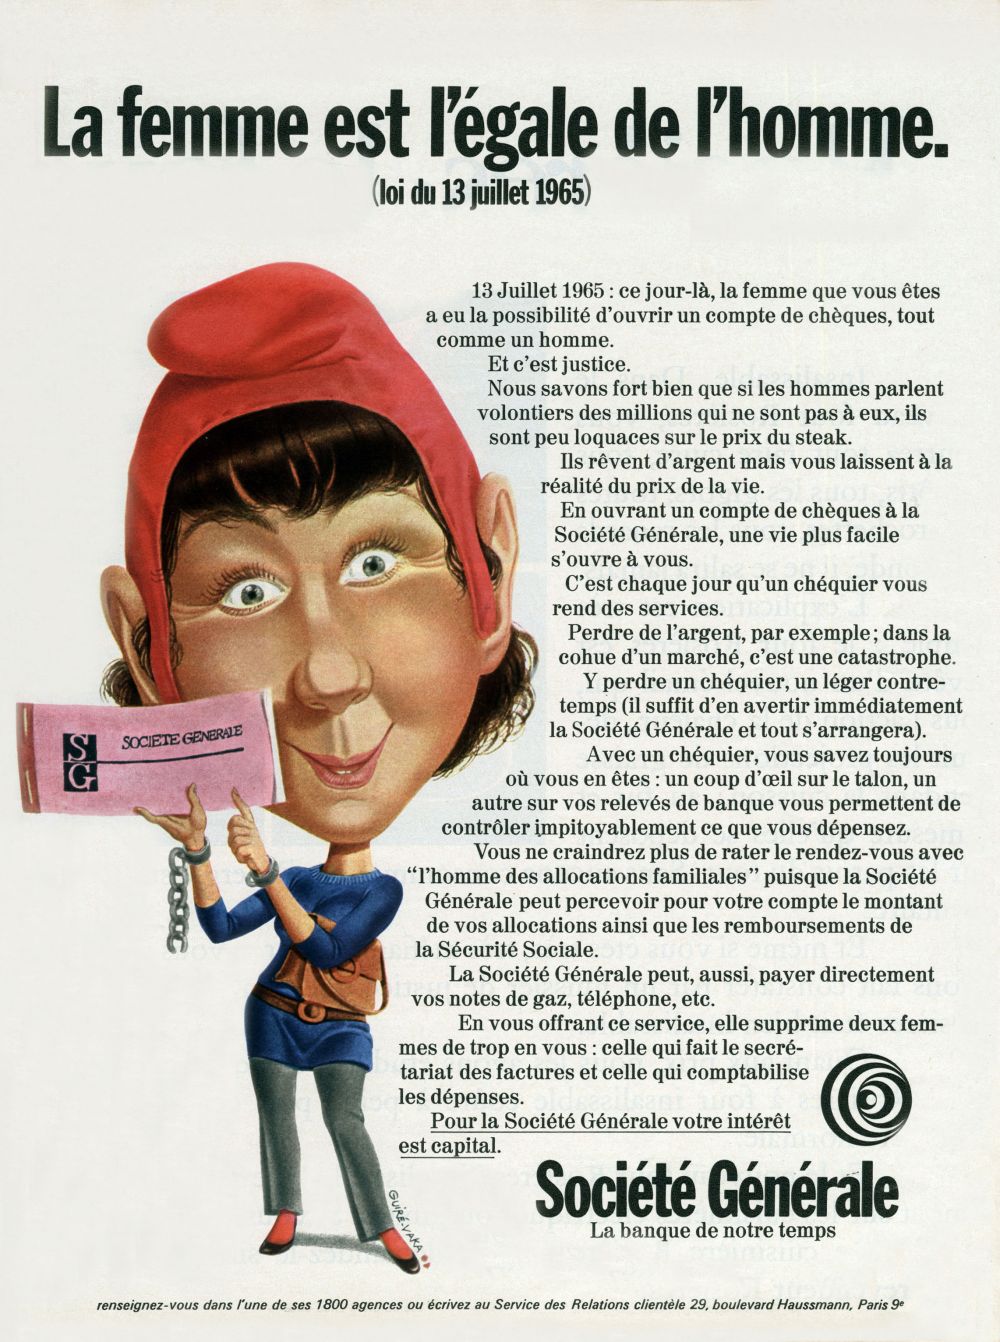 La femme est l'égale de l'homme.
(loi du 13 juillet 1965)
13 Juillet 1965 : ce jour-là, la femme que vous êtes
a eu la possibilité d'ouvrir un compte de chèques, tout
comme un homme.
Et c'est justice.
Nous savons fort bien que si les hommes parlent
volontiers des millions qui ne sont pas à eux, ils
sont peu loquaces sur le prix du steak.
Ils rêvent d'argent mais vous laissent à la
réalité du prix de la vie.
En ouvrant un compte de chèques à la
Société Générale, une vie plus facile
s'ouvre à vous.
C'est chaque jour qu'un chéquier vous
rend des services.
Perdre de l'argent, par exemple ; dans la
cohue d'un marché, c'est une catastrophe.
Y perdre un chéquier, un léger contre-
temps (il suffit d'en avertir immédiatement
la Société Générale et tout s'arrangera).
Avec un chéquier, vous savez toujours
où vous en êtes : un coup d'œil sur le talon, un
autre sur vos relevés de banque vous permettent de
contrôler impitoyablement ce que vous dépensez.
Vous ne craindrez plus de rater le rendez-vous avec
“l'homme des allocations familiales” puisque la Société
Générale peut percevoir pour votre compte le montant
de vos allocations ainsi que les remboursements de
la Sécurité Sociale.
La Société Générale peut, aussi, payer directement
vos notes de gaz, téléphone, etc.
En vous offrant ce service, elle supprime deux fem-
mes de trop en vous : celle qui fait le secré-
tariat des factures et celle qui comptabilise
les dépenses.
Pour la Société Générale votre intérêt
est capital.
SG
SOCIETE GENERALE
GUIRÉ-VAKA
Société Générale
La banque de notre temps
renseignez-vous dans l'une de ses 1800 agences ou écrivez au Service des Relations clientèle 29, boulevard Haussmann, Paris 9e